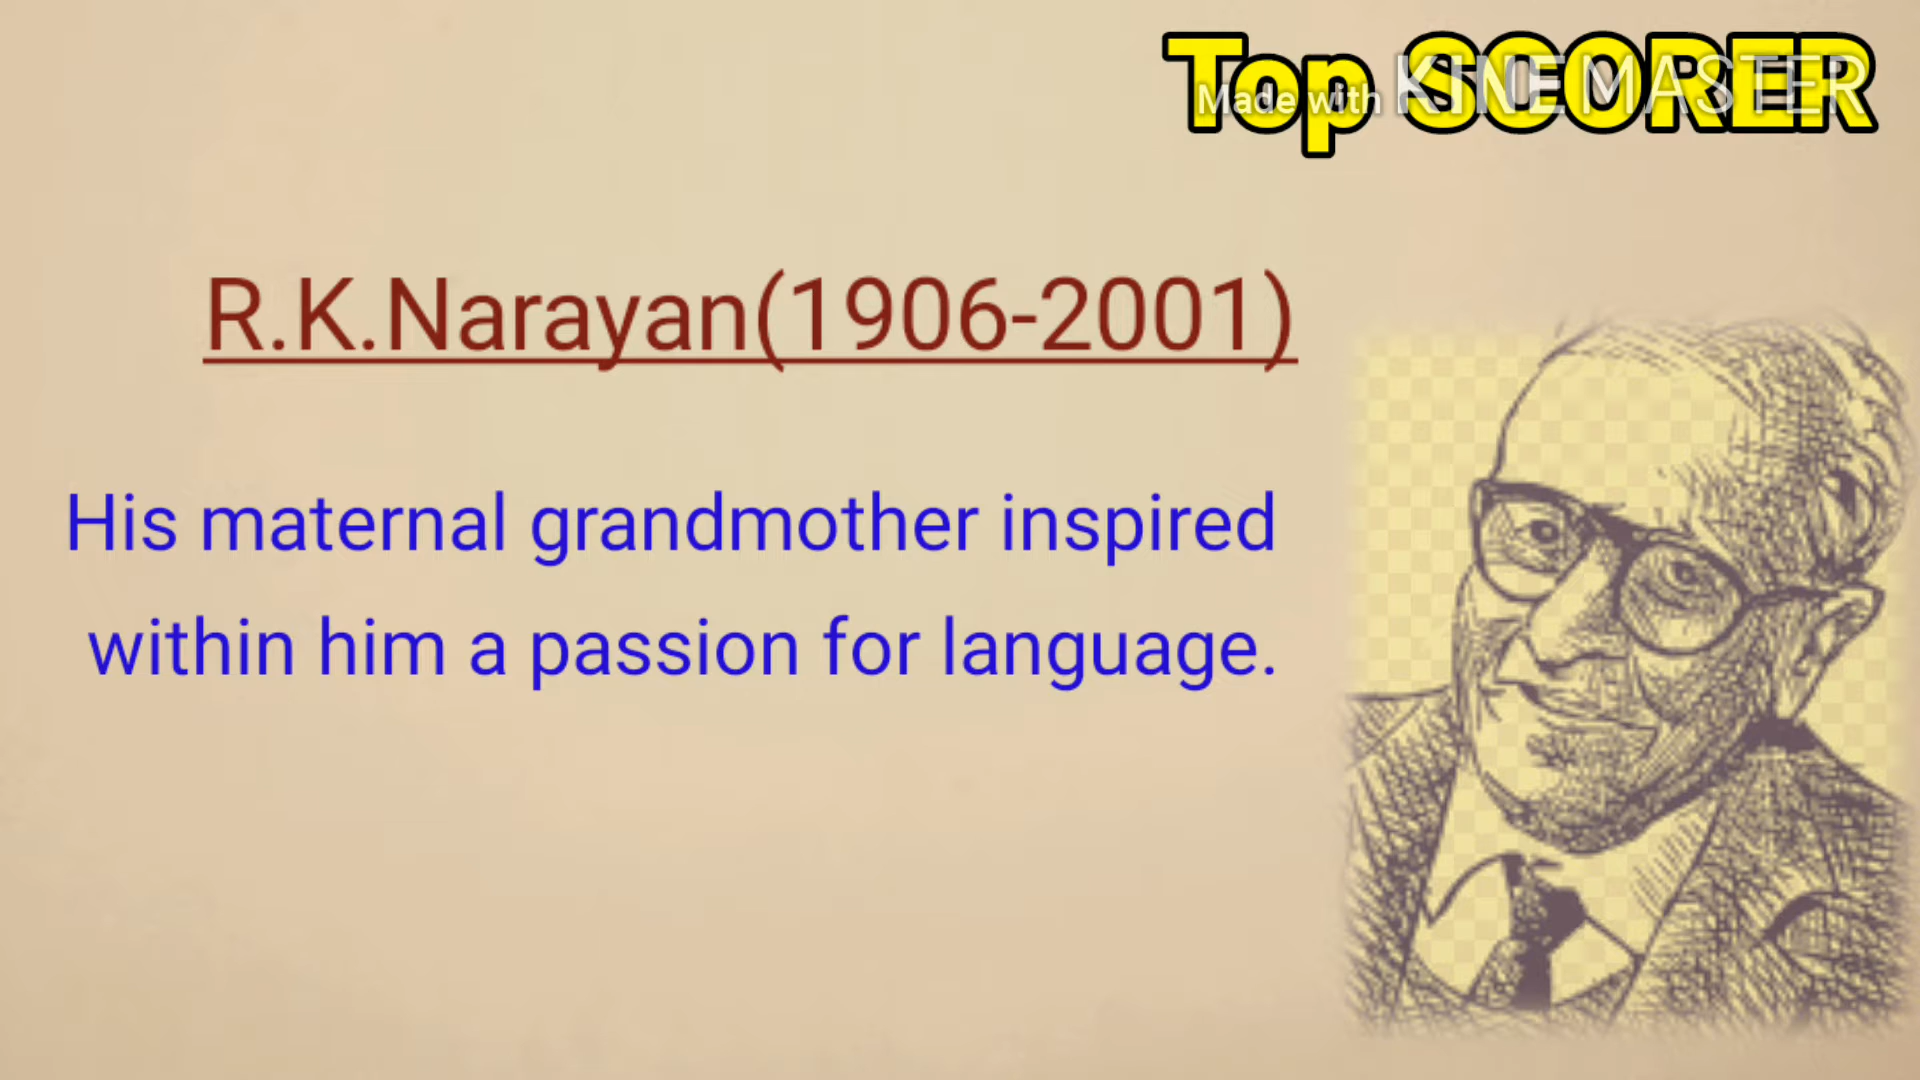 Top SCORER
Made with KINEMASTER
R.K.Narayan(1906-2001)
His maternal grandmother inspired
within him a passion for language.